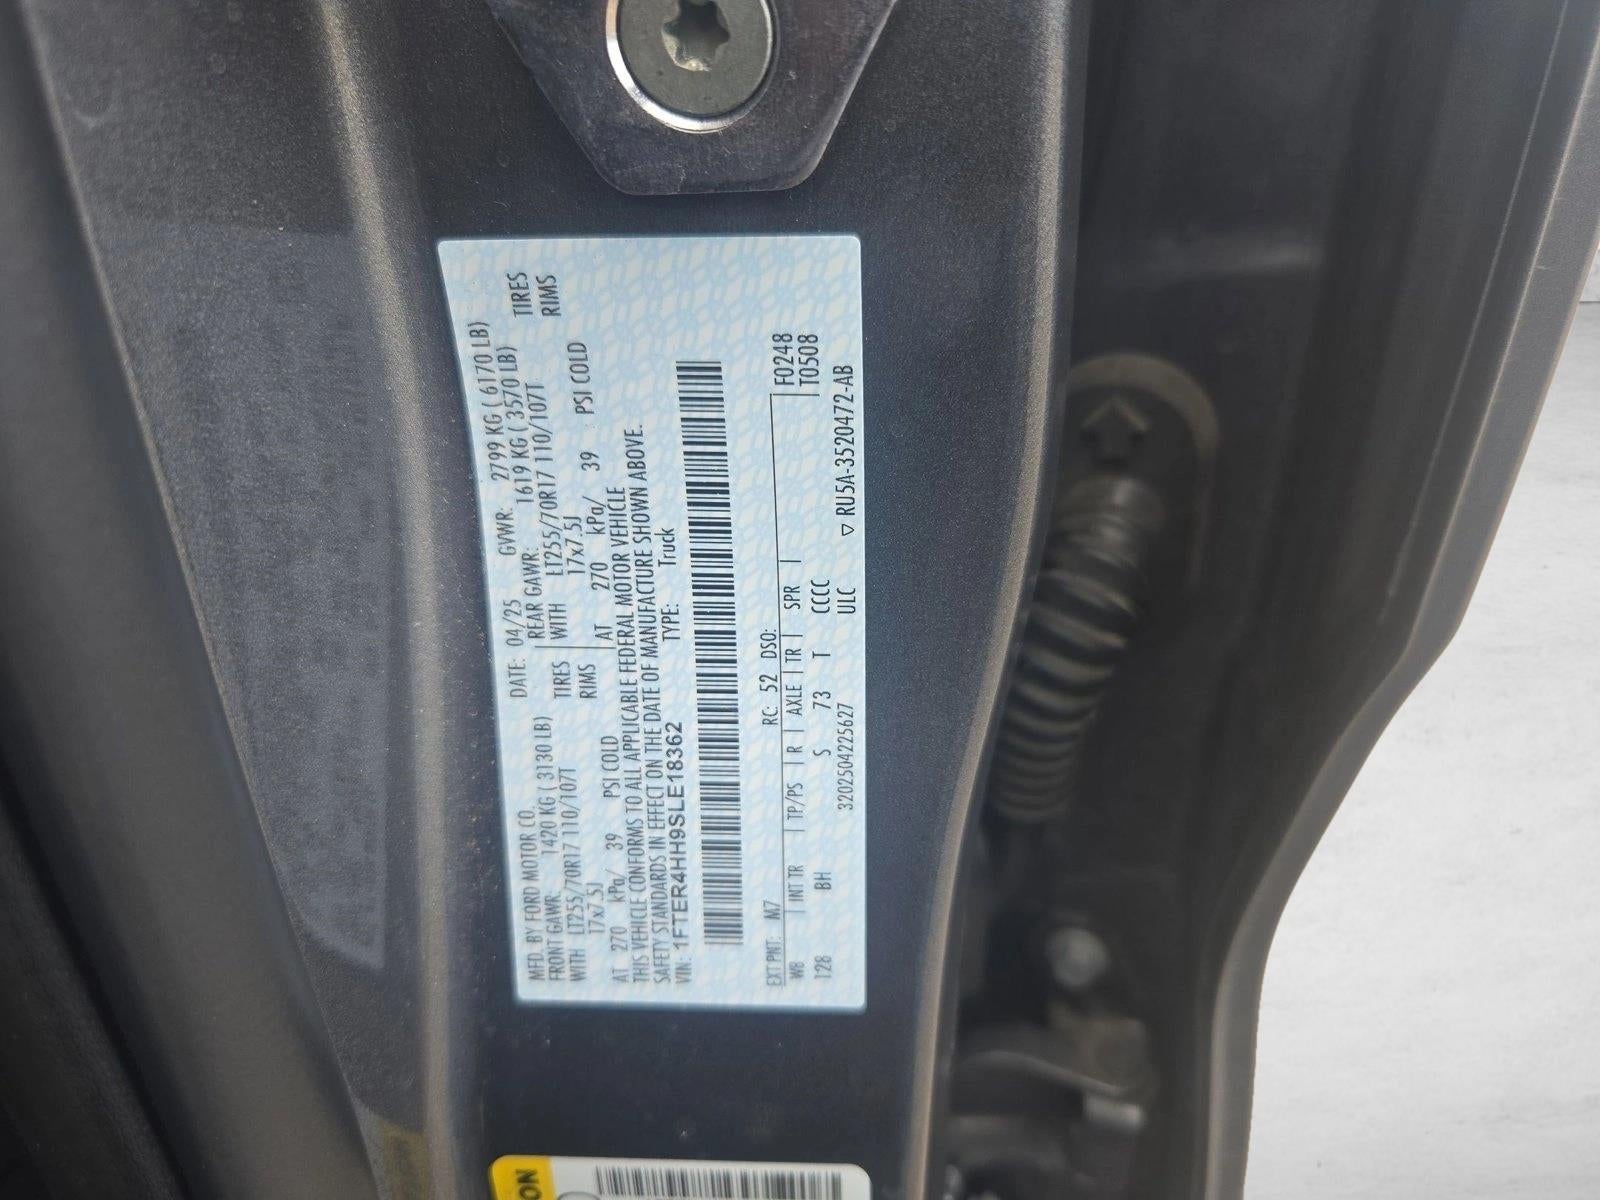 MFD. BY FORD MOTOR CO.
DATE: 04/25 GVWR: 2799 KG ( 6170 LB)
FRONT GAWR: 1420 KG ( 3130 LB) REAR GAWR: 1619 KG ( 3570 LB)
WITH LT255/70R17 110/107T TIRES WITH LT255/70R17 110/107T TIRES
17x7.5J RIMS 17x7.5J RIMS
AT 270 kPa/ 39 PSI COLD AT 270 kPa/ 39 PSI COLD
THIS VEHICLE CONFORMS TO ALL APPLICABLE FEDERAL MOTOR VEHICLE
SAFETY STANDARDS IN EFFECT ON THE DATE OF MANUFACTURE SHOWN ABOVE.
VIN: 1FTER4HH9SLE18362 TYPE: Truck
EXT PNT: M7 RC: 52 DSO: F0248
WB INT TR TP/PS R AXLE TR SPR T0508
128 BH S 73 T CCCC
3202504225627 ULC ▽ RU5A-3520472-AB
ON